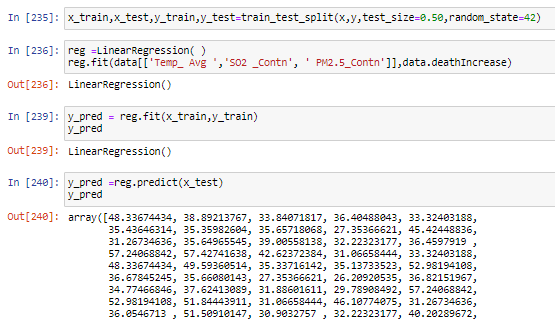 In [235]: x_train,x_test,y_train,y_test=train_test_split(x,y,test_size=0.50,random_state=42)
In [236]: reg =LinearRegression( )
reg.fit(data[['Temp_ Avg ','SO2 _Contn', ' PM2.5_Contn']],data.deathIncrease)
Out[236]: LinearRegression()
In [239]: y_pred = reg.fit(x_train,y_train)
y_pred
Out[239]: LinearRegression()
In [240]: y_pred =reg.predict(x_test)
y_pred
Out[240]: array([48.33674434, 38.89213767, 33.84071817, 36.40488043, 33.32403188,
35.43646314, 35.35982604, 35.65718068, 27.35366621, 45.42448836,
31.26734636, 35.64965545, 39.00558138, 32.22323177, 36.4597919 ,
57.24068842, 57.42741638, 42.62372384, 31.06658444, 33.32403188,
48.33674434, 49.59360514, 35.33716142, 35.13733523, 52.98194108,
36.67845245, 35.66080143, 27.35366621, 26.20920535, 36.82151967,
34.77466846, 37.62413089, 31.88601611, 29.78908492, 57.24068842,
52.98194108, 51.84443911, 31.06658444, 46.10774075, 31.26734636,
36.0546713 , 51.50910147, 30.9032757 , 32.22323177, 40.20289672,